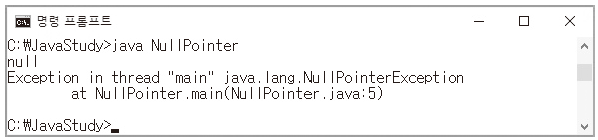 명령 프롬프트
C:₩JavaStudy>java NullPointer
null
Exception in thread "main" java.lang.NullPointerException
        at NullPointer.main(NullPointer.java:5)
C:₩JavaStudy>